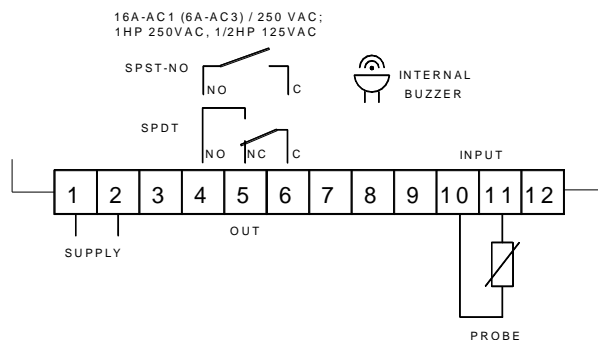 16A-AC1 (6A-AC3) / 250 VAC;
1HP 250VAC, 1/2HP 125VAC
SPST-NO
NO
C
INTERNAL
BUZZER
SPDT
NO
NC
C
INPUT
1 2 3 4 5 6 7 8 9 10 11 12
SUPPLY
OUT
PROBE